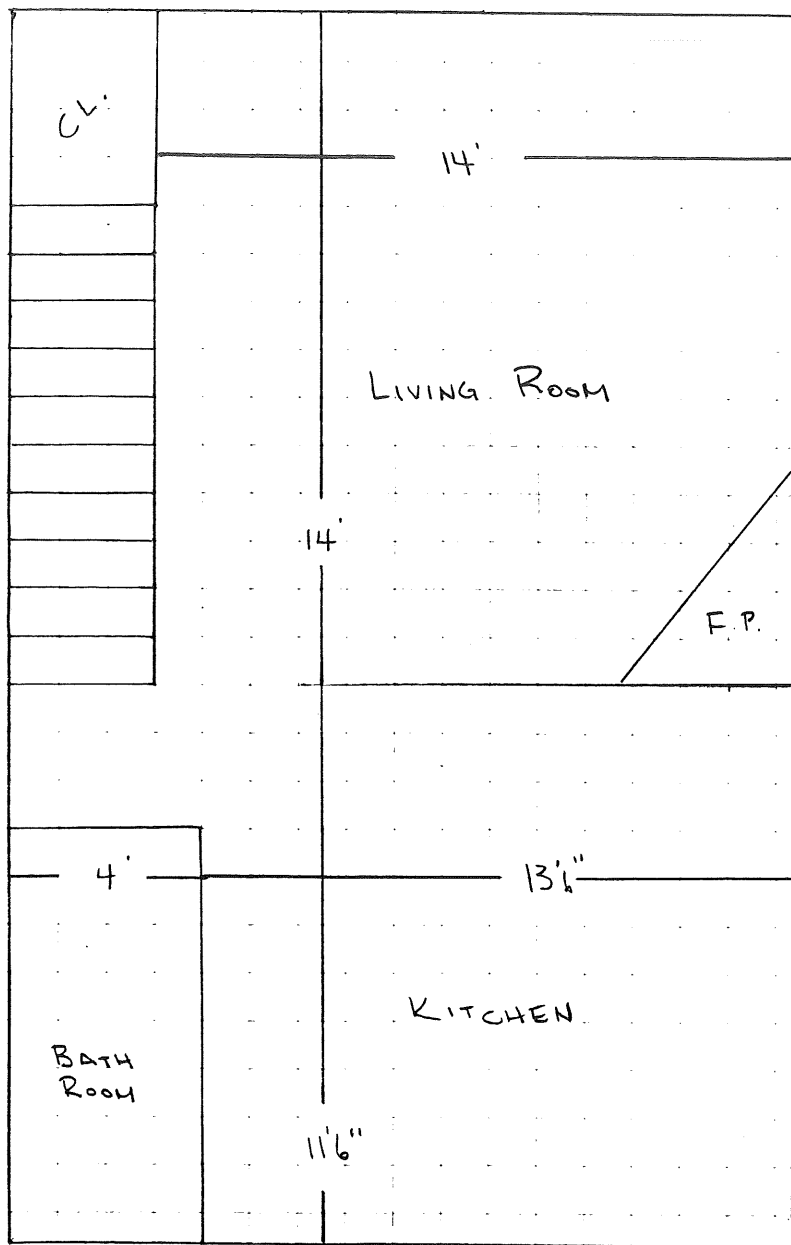 CL.
14'
LIVING ROOM
14'
F.P.
4'
13'6"
KITCHEN
BATH
ROOM
11'6"